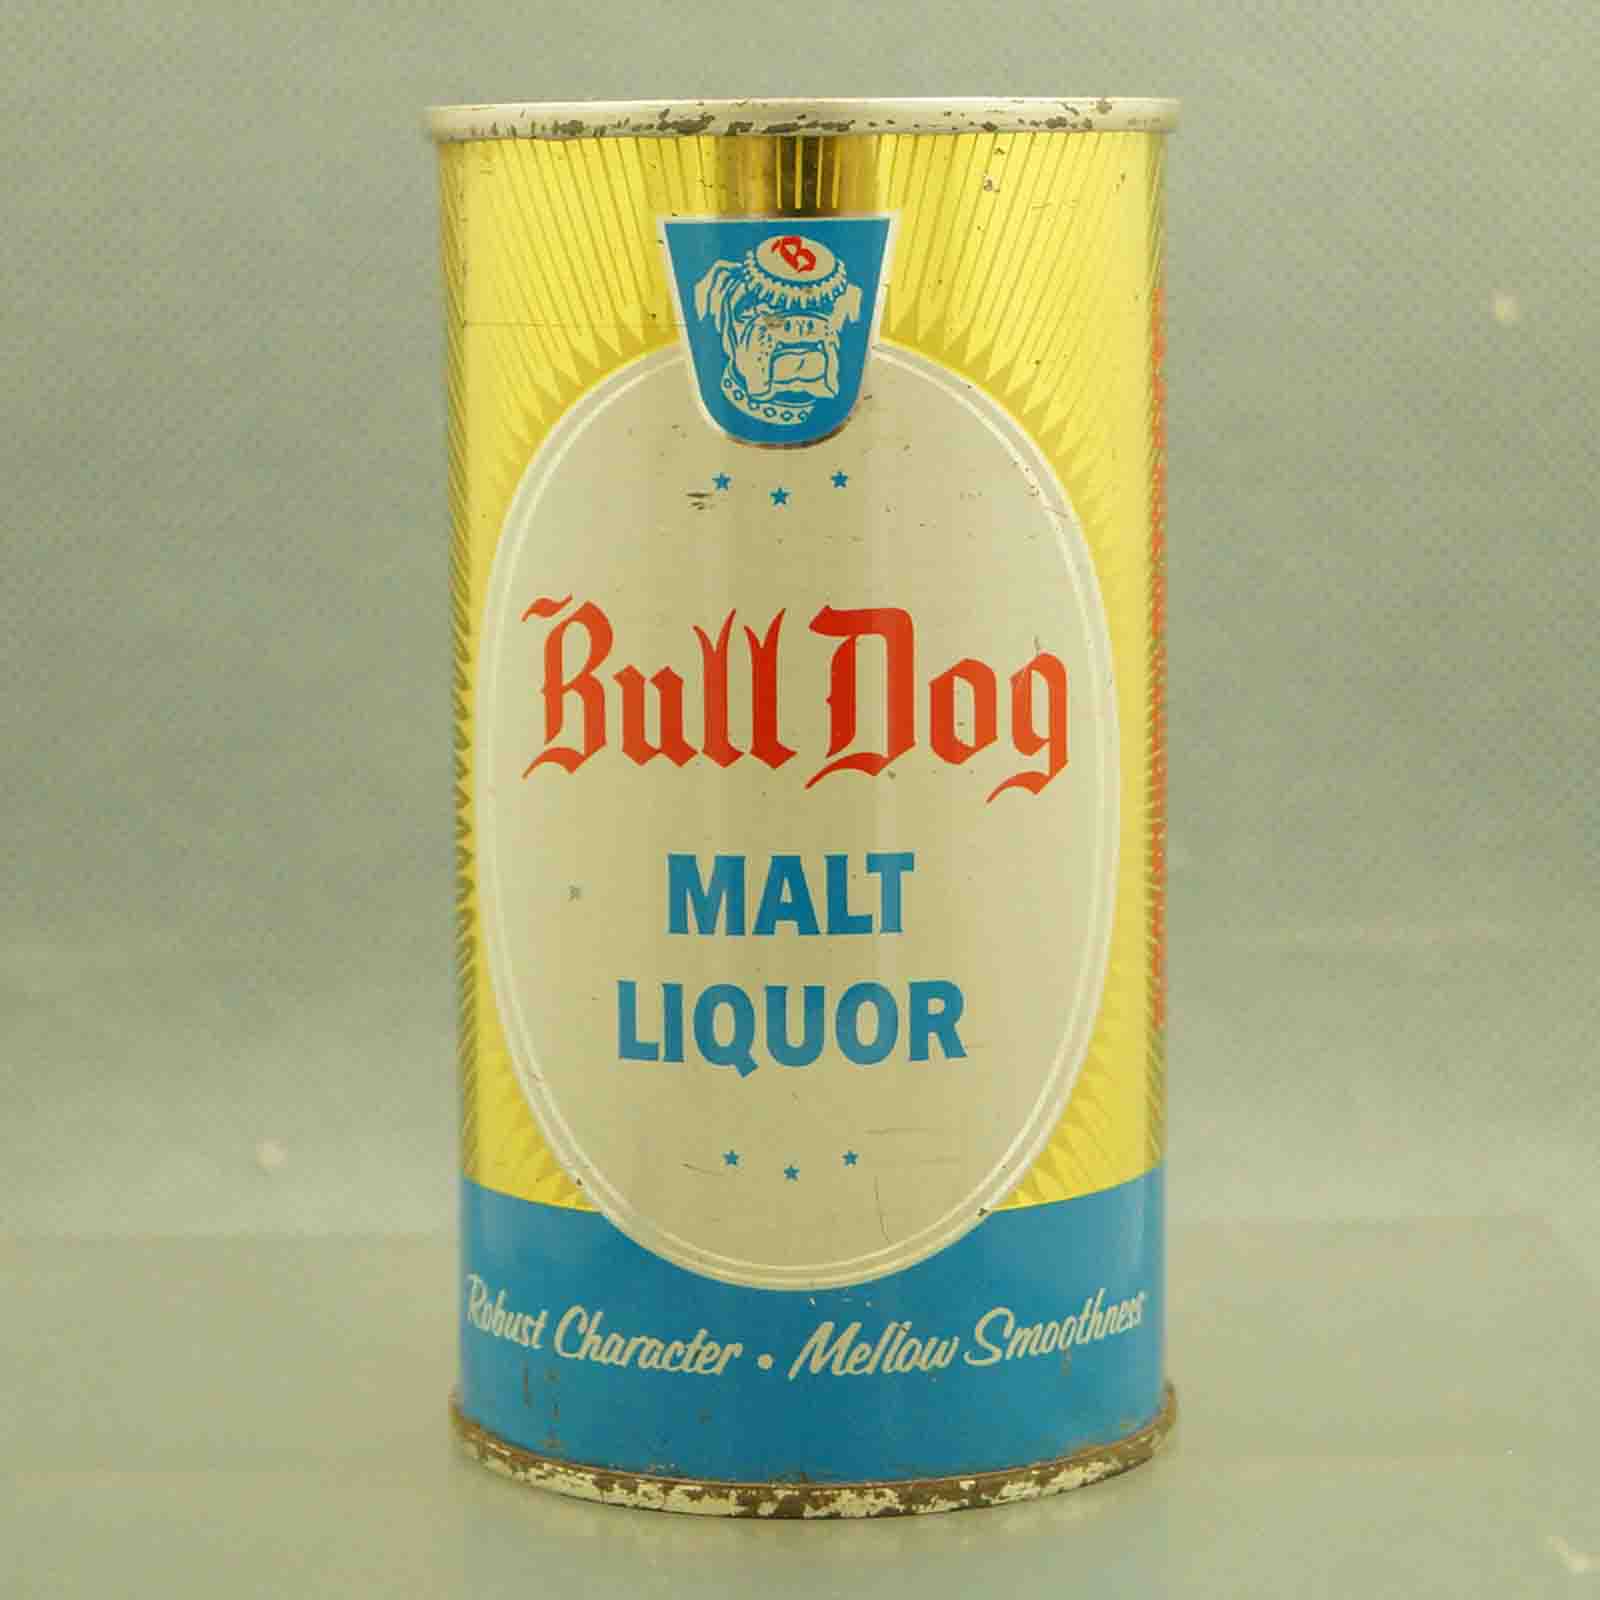 B
Bull Dog
MALT
LIQUOR
Robust Character • Mellow Smoothness